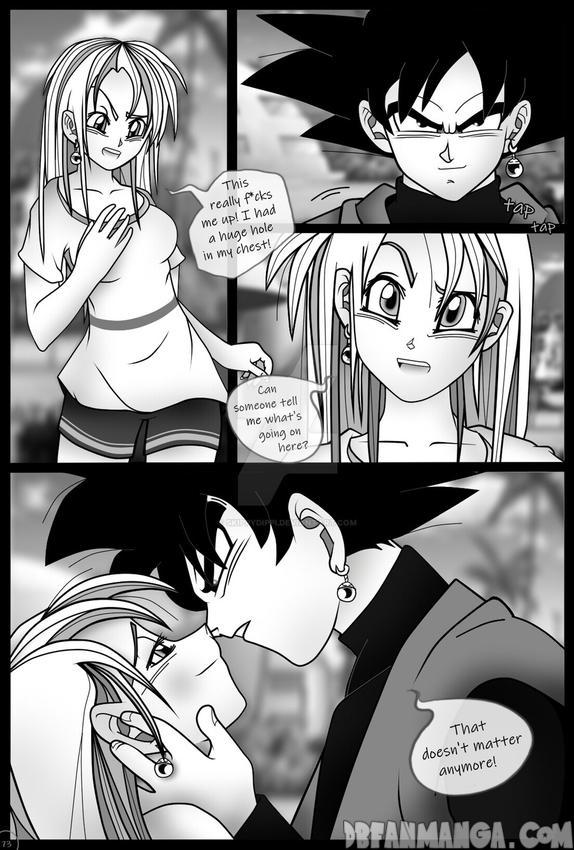 This
really f*cks
me up! I had
a huge hole
in my chest!
tap
tap
Can
someone tell
me what's
going on
here?
That
doesn't matter
anymore!
73
DBFANMANGA.COM